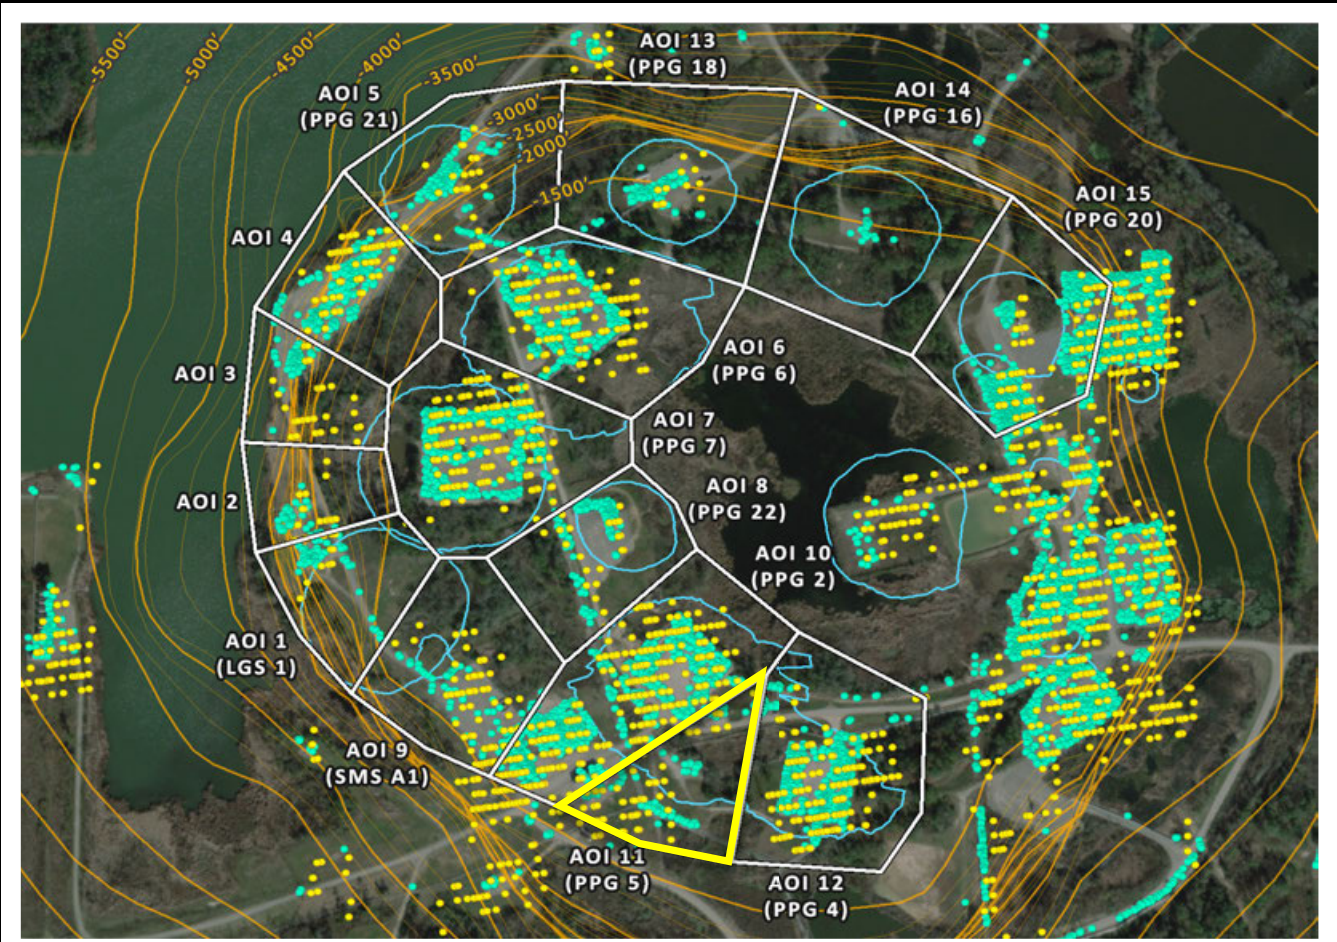 -5500'
-5000'
-4500'
-4000'
-3500'
-3000'
-2500'
-2000'
-1500'
AOI 13
(PPG 18)
AOI 14
(PPG 16)
AOI 5
(PPG 21)
AOI 15
(PPG 20)
AOI 4
AOI 6
(PPG 6)
AOI 3
AOI 7
(PPG 7)
AOI 2
AOI 8
(PPG 22)
AOI 10
(PPG 2)
AOI 1
(LGS 1)
AOI 9
(SMS A1)
AOI 11
(PPG 5)
AOI 12
(PPG 4)